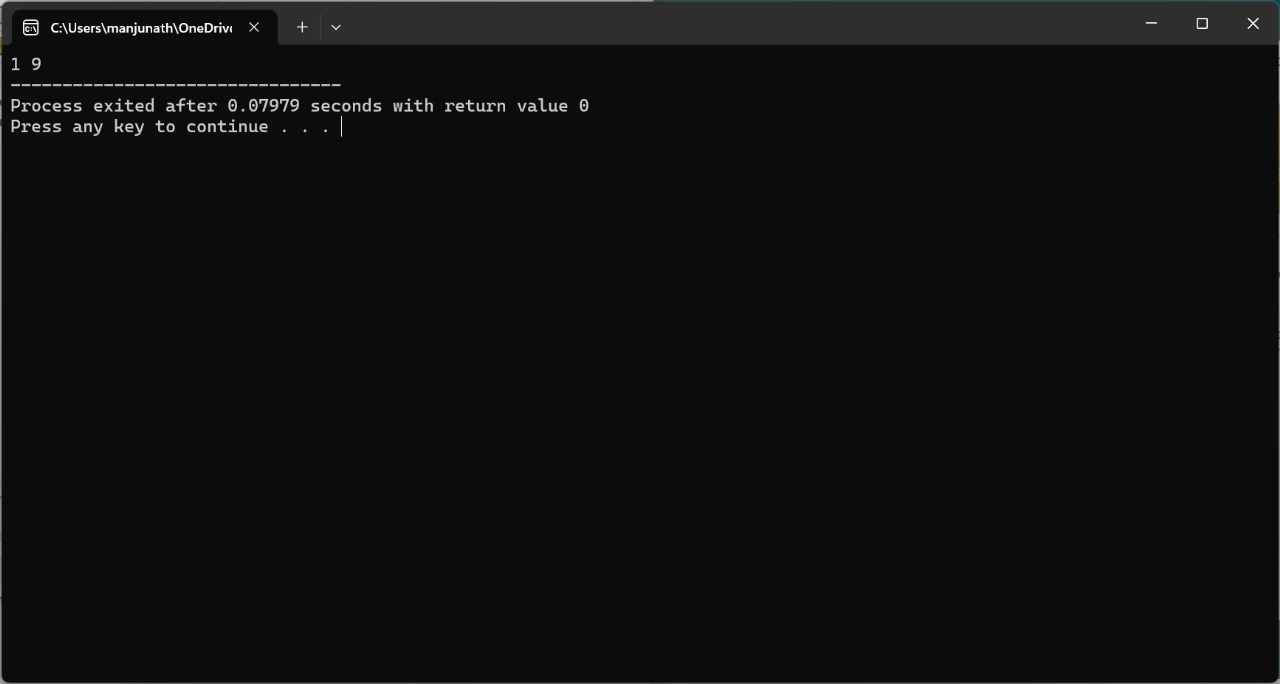 C:\Users\manjunath\OneDriv
1 9
--------------------------------
Process exited after 0.07979 seconds with return value 0
Press any key to continue . . .